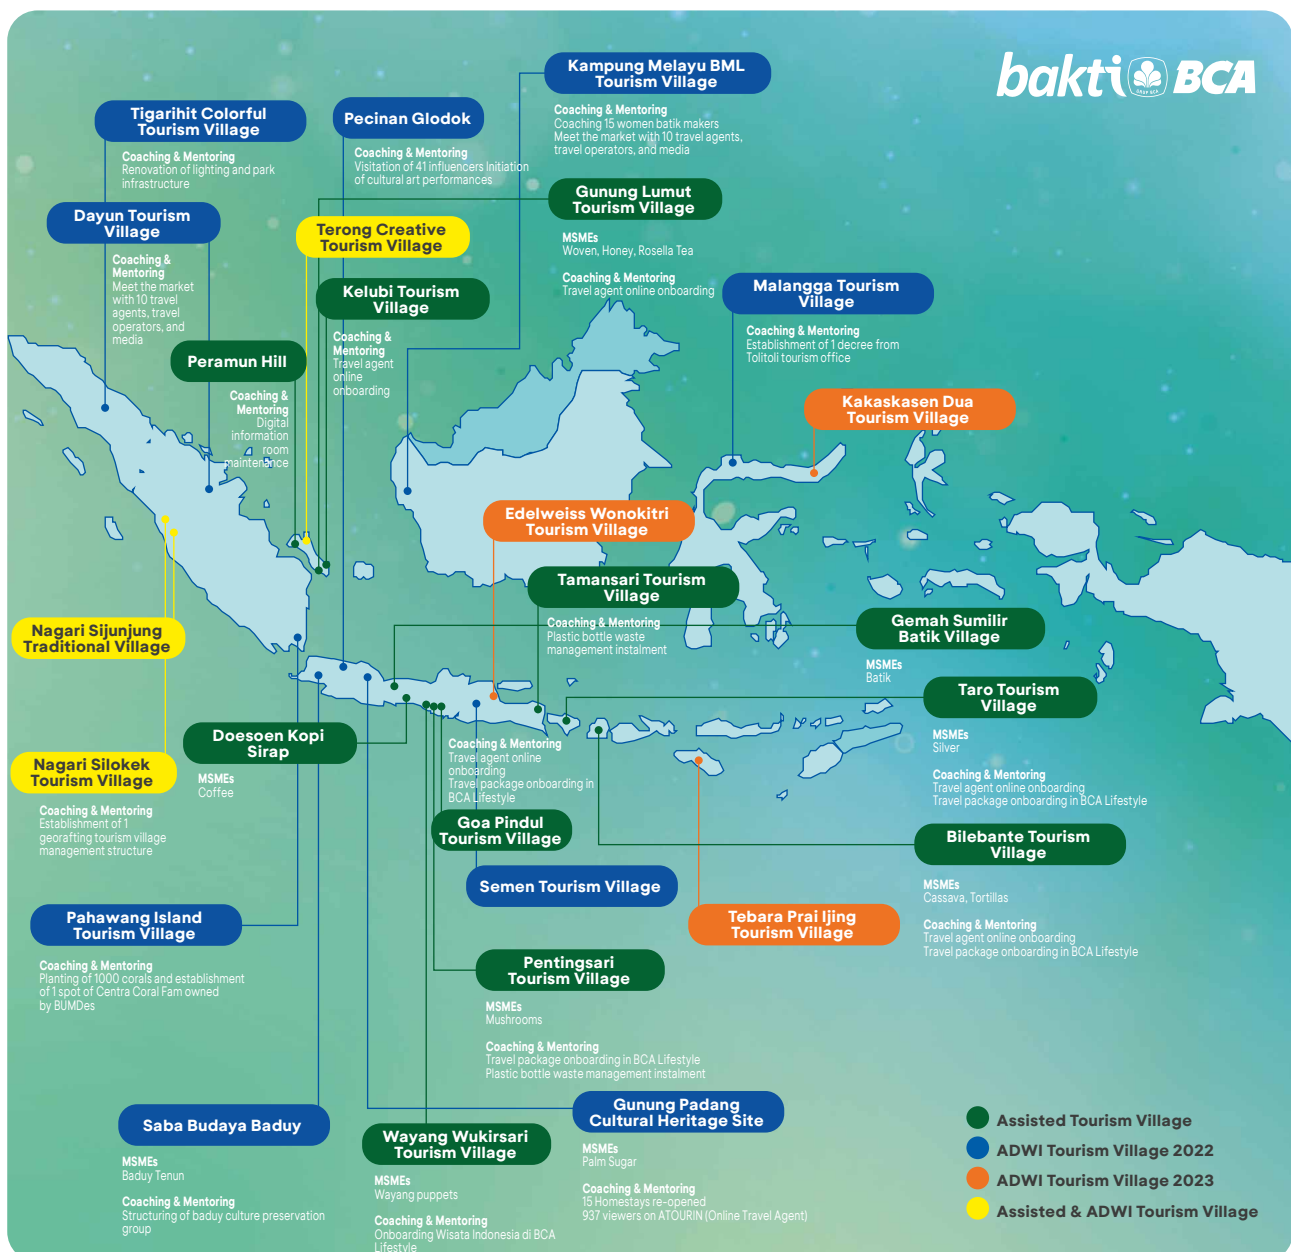 bakti BCA
Kampung Melayu BML
Tourism Village
Coaching & Mentoring
Coaching 15 women batik makers
Meet the market with 10 travel agents,
travel operators, and media
Tigarihit Colorful
Tourism Village
Coaching & Mentoring
Renovation of lighting and park
infrastructure
Pecinan Glodok
Coaching & Mentoring
Visitation of 41 influencers Initiation
of cultural art performances
Gunung Lumut
Tourism Village
MSMEs
Woven, Honey, Rosella Tea
Coaching & Mentoring
Travel agent online onboarding
Dayun Tourism
Village
Coaching &
Mentoring
Meet the market
with 10 travel
agents, travel
operators, and
media
Terong Creative
Tourism Village
Kelubi Tourism
Village
Coaching &
Mentoring
Travel agent
online
onboarding
Malangga Tourism
Village
Coaching & Mentoring
Establishment of 1 decree from
Tolitoli tourism office
Peramun Hill
Coaching &
Mentoring
Digital
information
room
maintenance
Kakaskasen Dua
Tourism Village
Edelweiss Wonokitri
Tourism Village
Tamansari Tourism
Village
Coaching & Mentoring
Plastic bottle waste
management instalment
Gemah Sumilir
Batik Village
MSMEs
Batik
Nagari Sijunjung
Traditional Village
Taro Tourism
Village
MSMEs
Silver
Coaching & Mentoring
Travel agent online onboarding
Travel package onboarding in BCA Lifestyle
Doesoen Kopi
Sirap
MSMEs
Coffee
Nagari Silokek
Tourism Village
Coaching & Mentoring
Establishment of 1
georafting tourism village
management structure
Coaching & Mentoring
Travel agent online
onboarding
Travel package onboarding in
BCA Lifestyle
Goa Pindul
Tourism Village
Bilebante Tourism
Village
MSMEs
Cassava, Tortillas
Coaching & Mentoring
Travel agent online onboarding
Travel package onboarding in BCA Lifestyle
Semen Tourism Village
Pahawang Island
Tourism Village
Coaching & Mentoring
Planting of 1000 corals and establishment
of 1 spot of Centra Coral Fam owned
by BUMDes
Tebara Prai Ijing
Tourism Village
Pentingsari
Tourism Village
MSMEs
Mushrooms
Coaching & Mentoring
Travel package onboarding in BCA Lifestyle
Plastic bottle waste management instalment
Saba Budaya Baduy
MSMEs
Baduy Tenun
Coaching & Mentoring
Structuring of baduy culture preservation
group
Wayang Wukirsari
Tourism Village
MSMEs
Wayang puppets
Coaching & Mentoring
Onboarding Wisata Indonesia di BCA
Lifestyle
Gunung Padang
Cultural Heritage Site
MSMEs
Palm Sugar
Coaching & Mentoring
15 Homestays re-opened
937 viewers on ATOURIN (Online Travel Agent)
Assisted Tourism Village
ADWI Tourism Village 2022
ADWI Tourism Village 2023
Assisted & ADWI Tourism Village